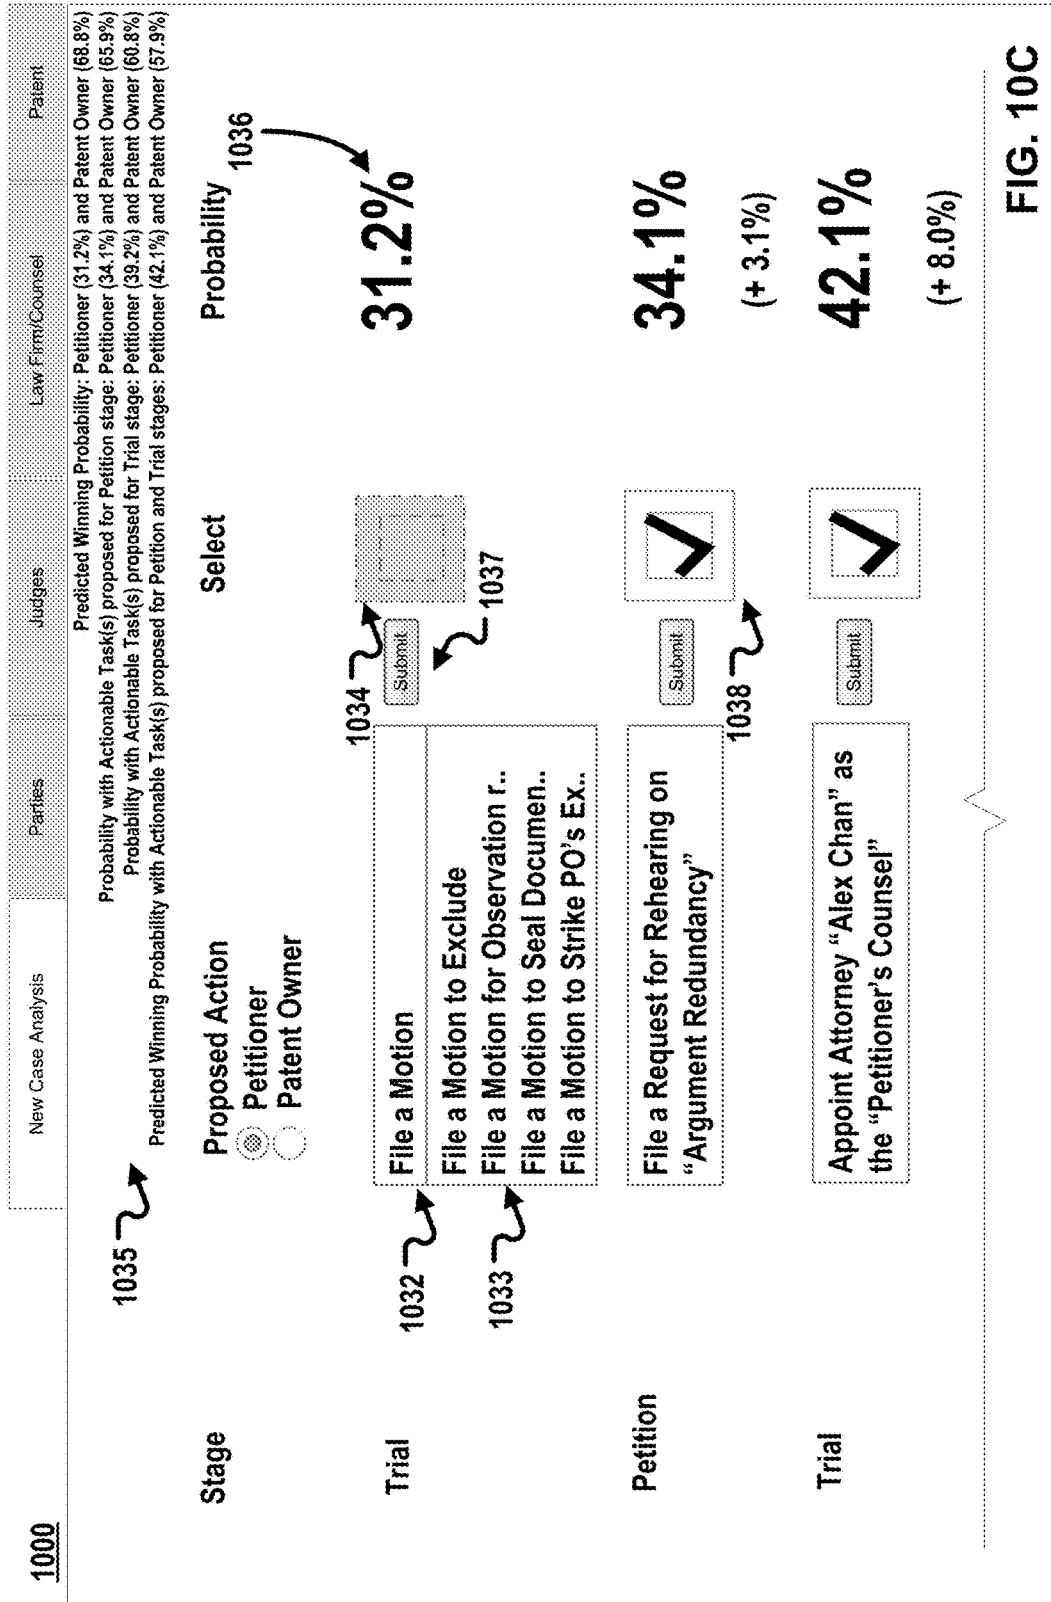 1000
New Case Analysis
Parties
Judges
Law Firm/Counsel
Patent
Predicted Winning Probability: Petitioner (31.2%) and Patent Owner (68.8%)
Probability with Actionable Task(s) proposed for Petition stage: Petitioner (34.1%) and Patent Owner (65.9%)
Probability with Actionable Task(s) proposed for Trial stage: Petitioner (39.2%) and Patent Owner (60.8%)
Predicted Winning Probability with Actionable Task(s) proposed for Petition and Trial stages: Petitioner (42.1%) and Patent Owner (57.9%)
1035
Stage
Proposed Action
Select
Probability
Petitioner
Patent Owner
1036
1034
Trial
File a Motion
Submit
31.2%
1032
1037
File a Motion to Exclude
File a Motion for Observation r..
File a Motion to Seal Documen..
File a Motion to Strike PO's Ex..
1033
Petition
File a Request for Rehearing on
"Argument Redundancy"
Submit
34.1%
1038
(+ 3.1%)
Trial
Appoint Attorney "Alex Chan" as
the "Petitioner's Counsel"
Submit
42.1%
(+ 8.0%)
FIG. 10C